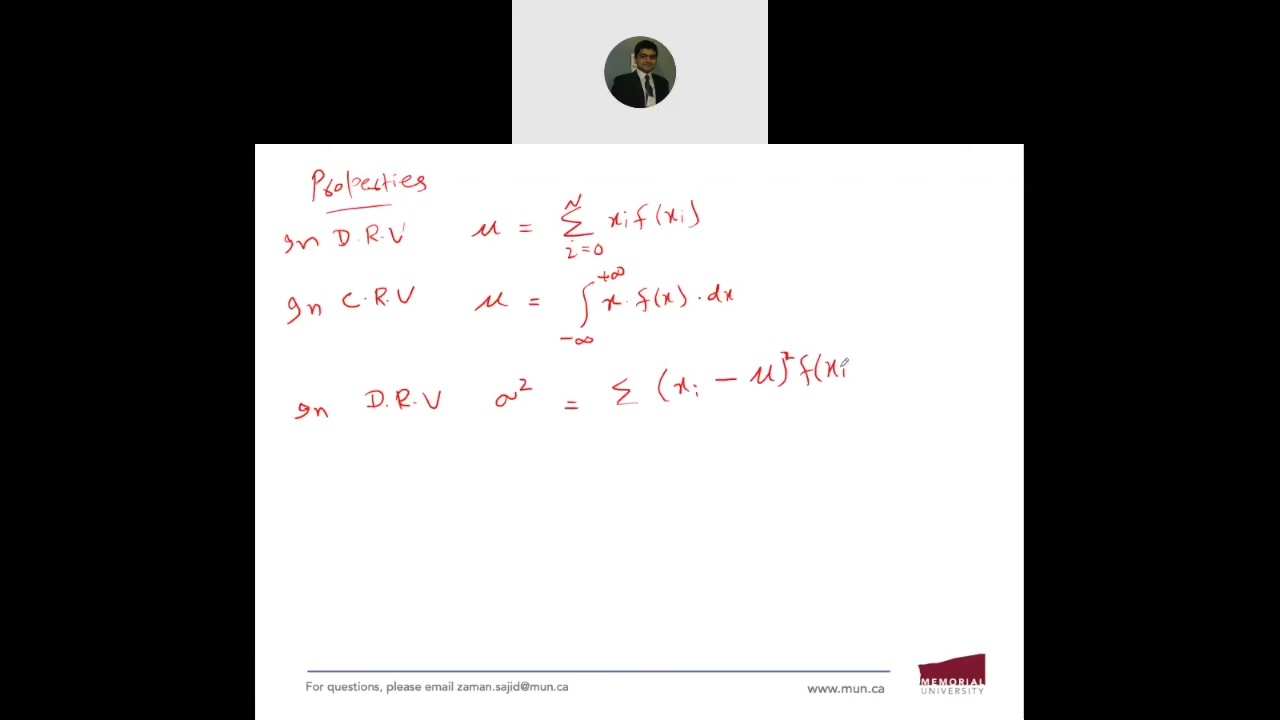 Properties
In D.R.V μ = N Σ i=0 xᵢ f(xᵢ)
In C.R.V μ = ∫ +∞ -∞ x · f(x) · dx
In D.R.V σ² = Σ (xᵢ − μ)² f(xᵢ
For questions, please email zaman.sajid@mun.ca
www.mun.ca
MEMORIAL
UNIVERSITY